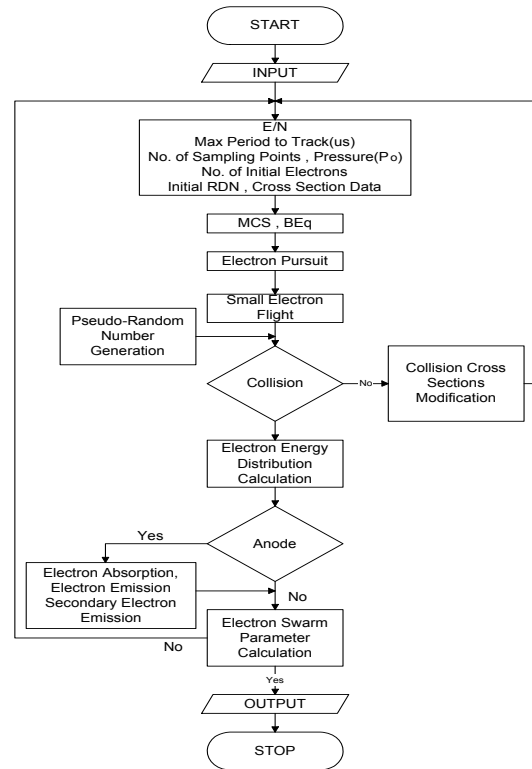 START
INPUT
E/N
Max Period to Track(us)
No. of Sampling Points , Pressure(Po)
No. of Initial Electrons
Initial RDN , Cross Section Data
MCS , BEq
Electron Pursuit
Small Electron
Flight
Pseudo-Random
Number
Generation
Collision
No
Collision Cross
Sections
Modification
Electron Energy
Distribution
Calculation
Yes
Anode
Electron Absorption,
Electron Emission
Secondary Electron
Emission
No
Electron Swarm
Parameter
Calculation
No
Yes
OUTPUT
STOP